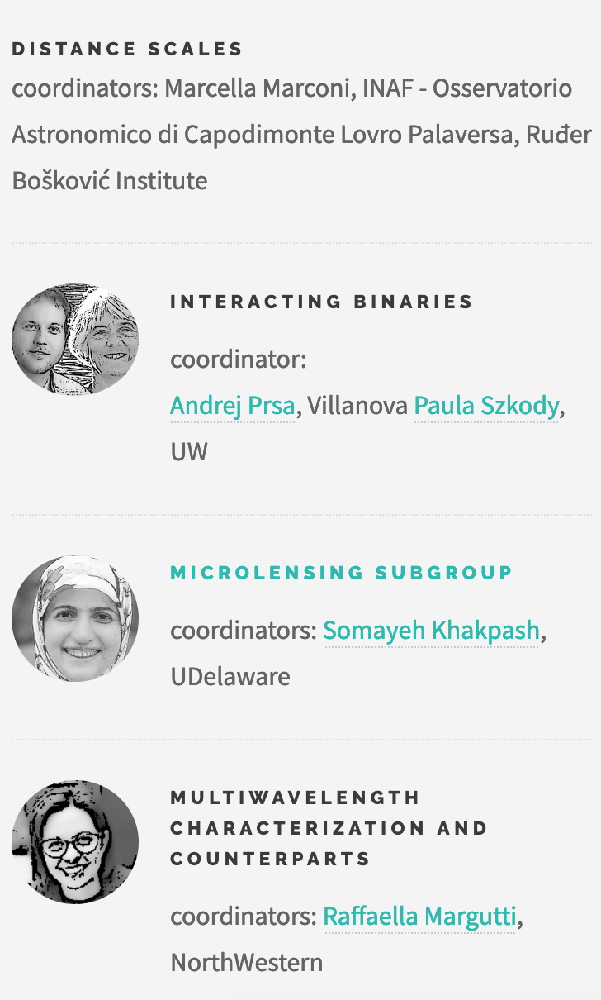 DISTANCE SCALES
coordinators: Marcella Marconi, INAF - Osservatorio
Astronomico di Capodimonte Lovro Palaversa, Ruđer
Bošković Institute
INTERACTING BINARIES
coordinator:
Andrej Prsa, Villanova Paula Szkody,
UW
MICROLENSING SUBGROUP
coordinators: Somayeh Khakpash,
UDelaware
MULTIWAVELENGTH
CHARACTERIZATION AND
COUNTERPARTS
coordinators: Raffaella Margutti,
NorthWestern